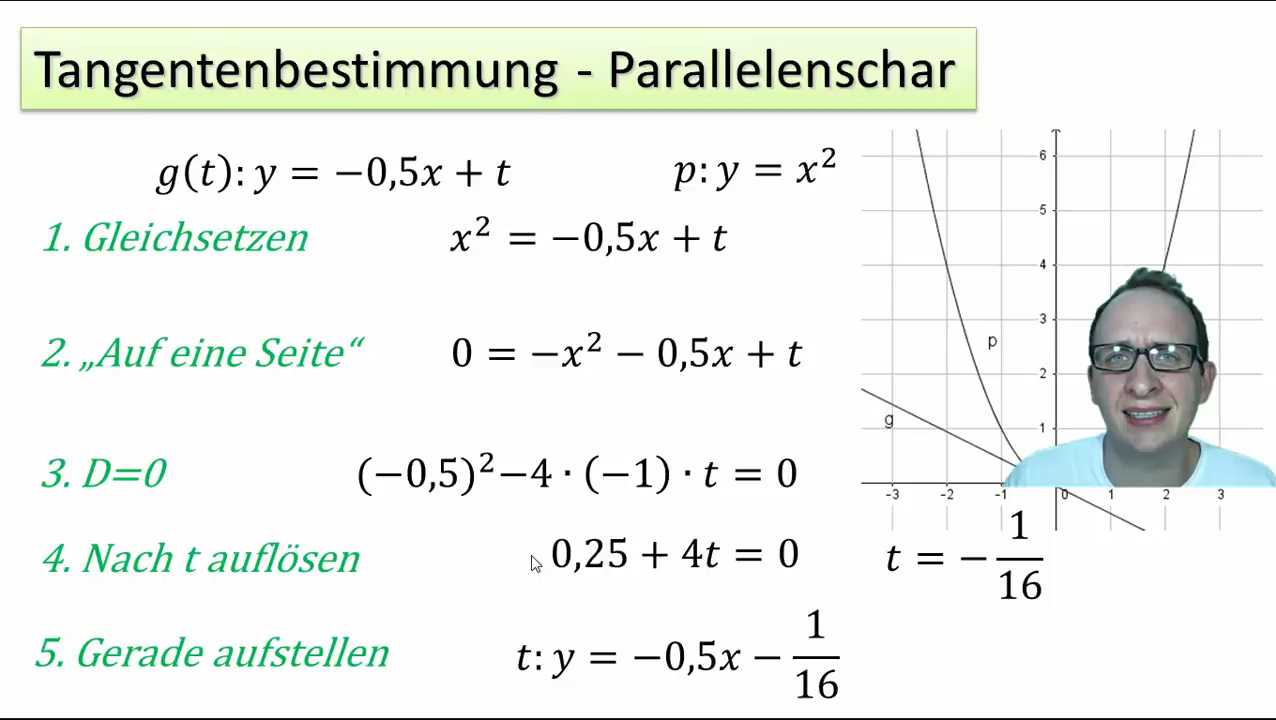 Tangentenbestimmung - Parallelenschar
g(t): y = −0,5x + t
p: y = x²
1. Gleichsetzen
x² = −0,5x + t
2. „Auf eine Seite“
0 = −x² − 0,5x + t
3. D=0
(−0,5)²−4 · (−1) · t = 0
4. Nach t auflösen
0,25 + 4t = 0
t = −1/16
5. Gerade aufstellen
t: y = −0,5x − 1/16
6
5
4
3
2
1
p
g
-3 -2 -1 0 1 2 3